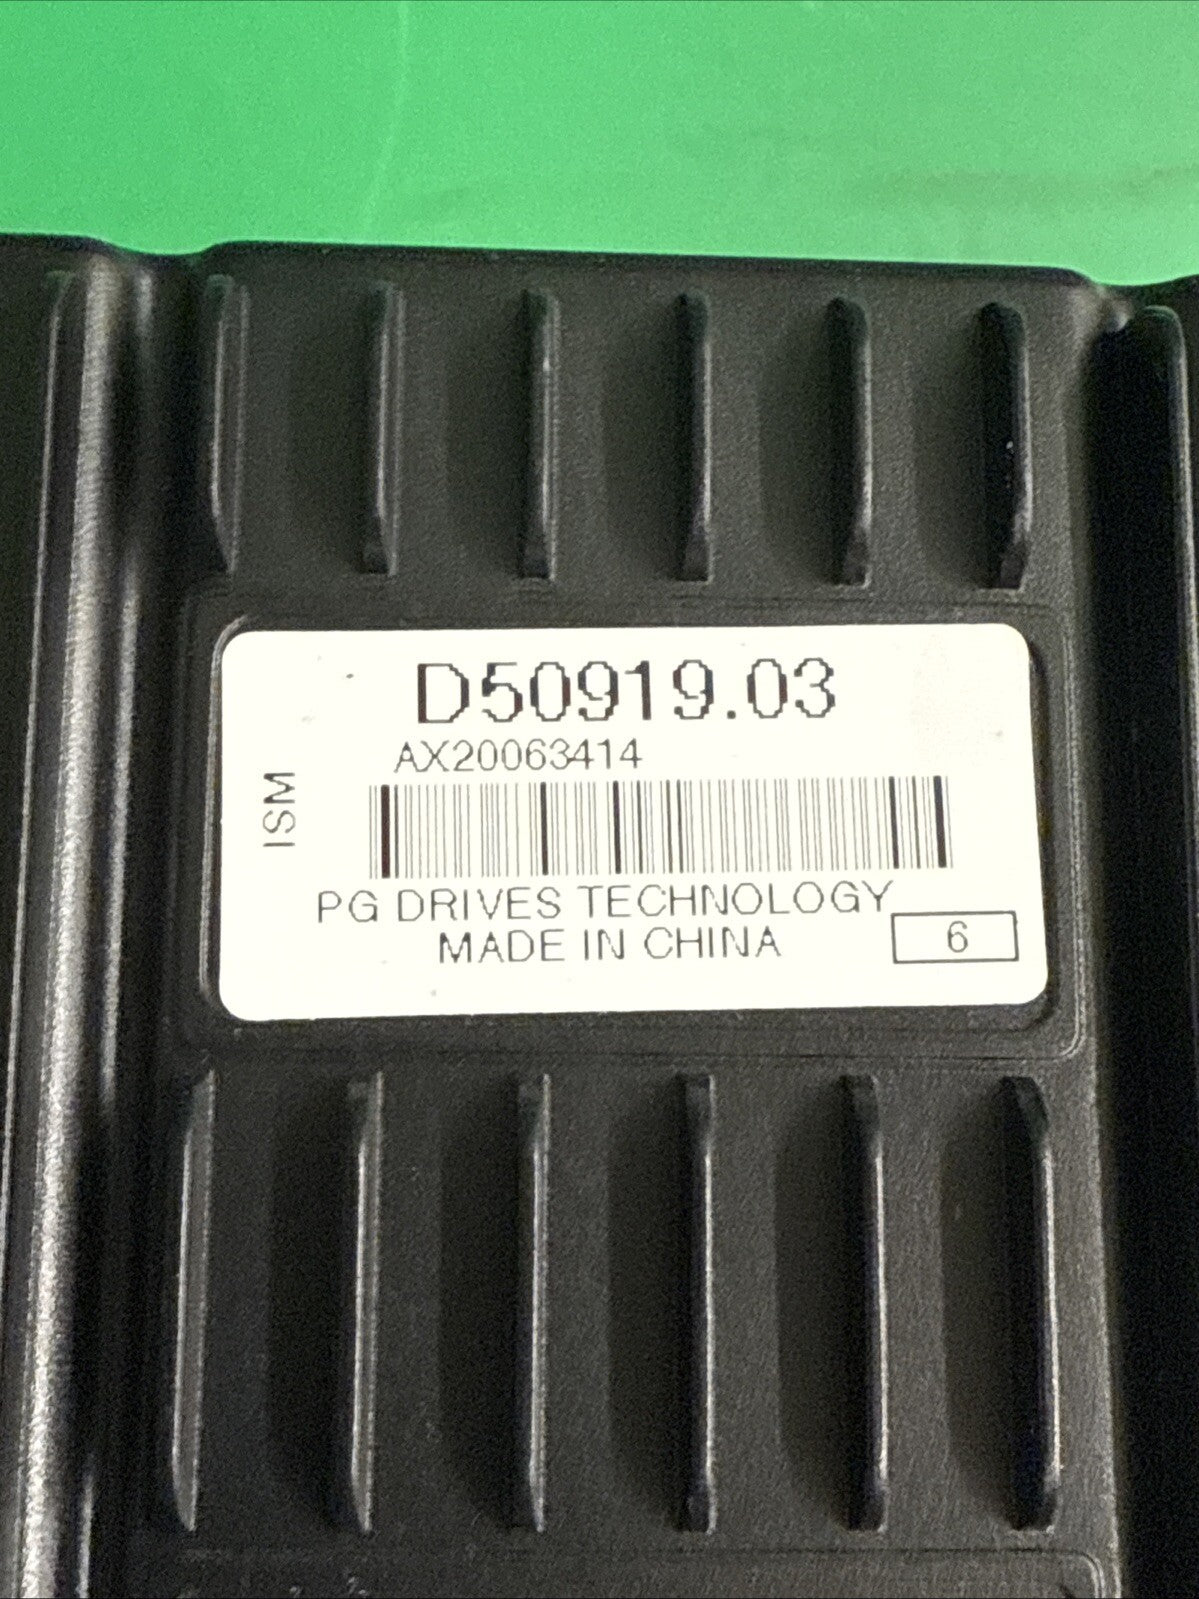 D50919.03
AX20063414
ISM
PG DRIVES TECHNOLOGY
MADE IN CHINA
6